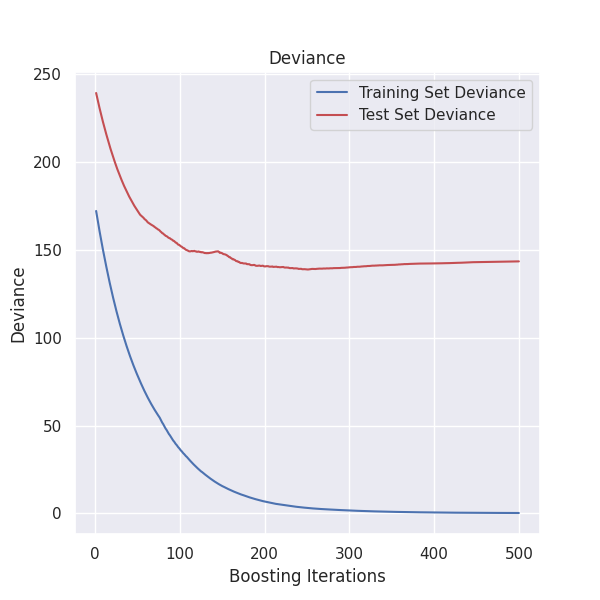 Deviance
250
200
150
100
50
0
Deviance
Training Set Deviance
Test Set Deviance
0 100 200 300 400 500
Boosting Iterations